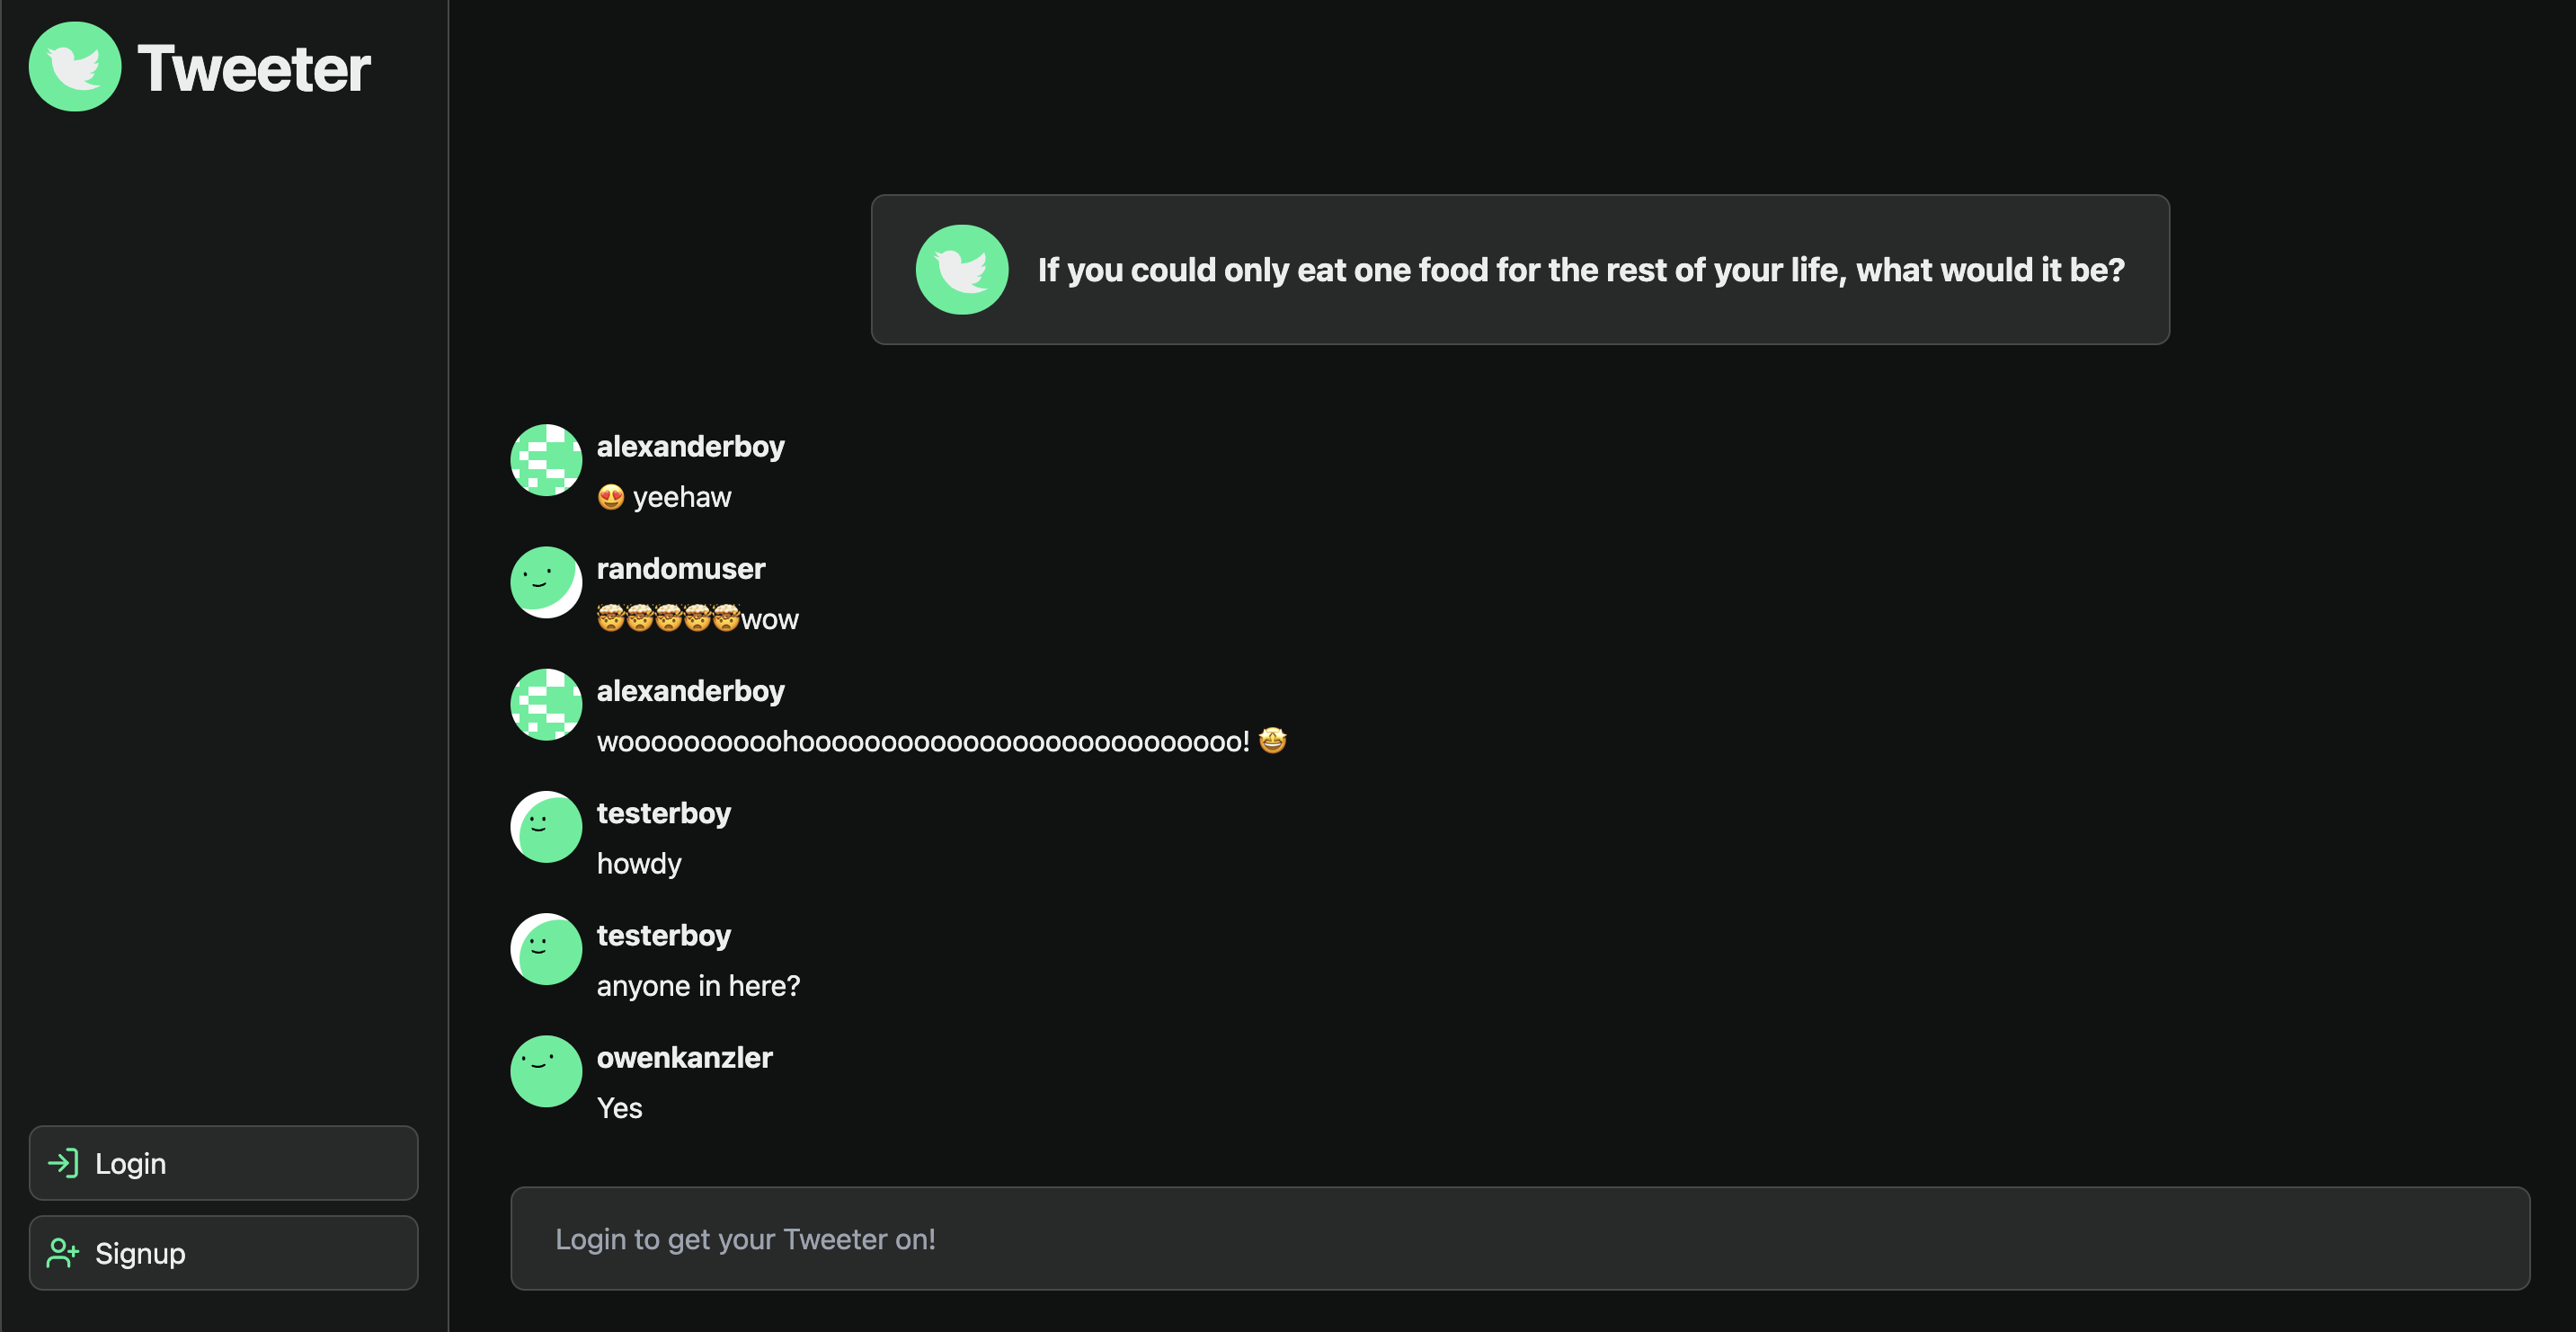 Tweeter
If you could only eat one food for the rest of your life, what would it be?
alexanderboy
😍 yeehaw
randomuser
🤯🤯🤯🤯🤯wow
alexanderboy
woooooooooohooooooooooooooooooooooooooo! 🤩
testerboy
howdy
testerboy
anyone in here?
owenkanzler
Yes
Login
Signup
Login to get your Tweeter on!